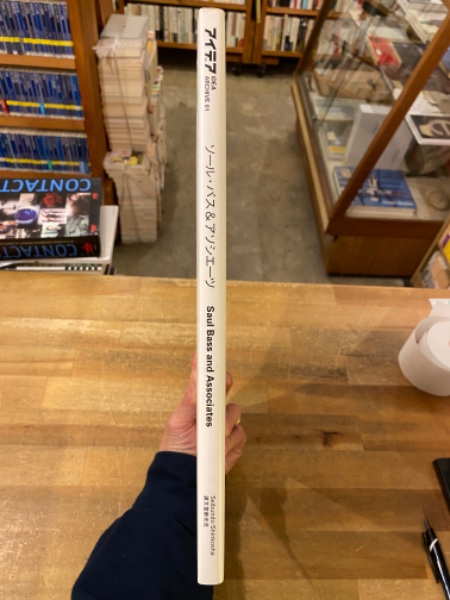 アイデア
IDEA
ARCHIVE 01
ソール・バス&アソシエーツ
Saul Bass and Associates
Seibundo Shinkosha
誠文堂新光社
CONTACT
CONTACT